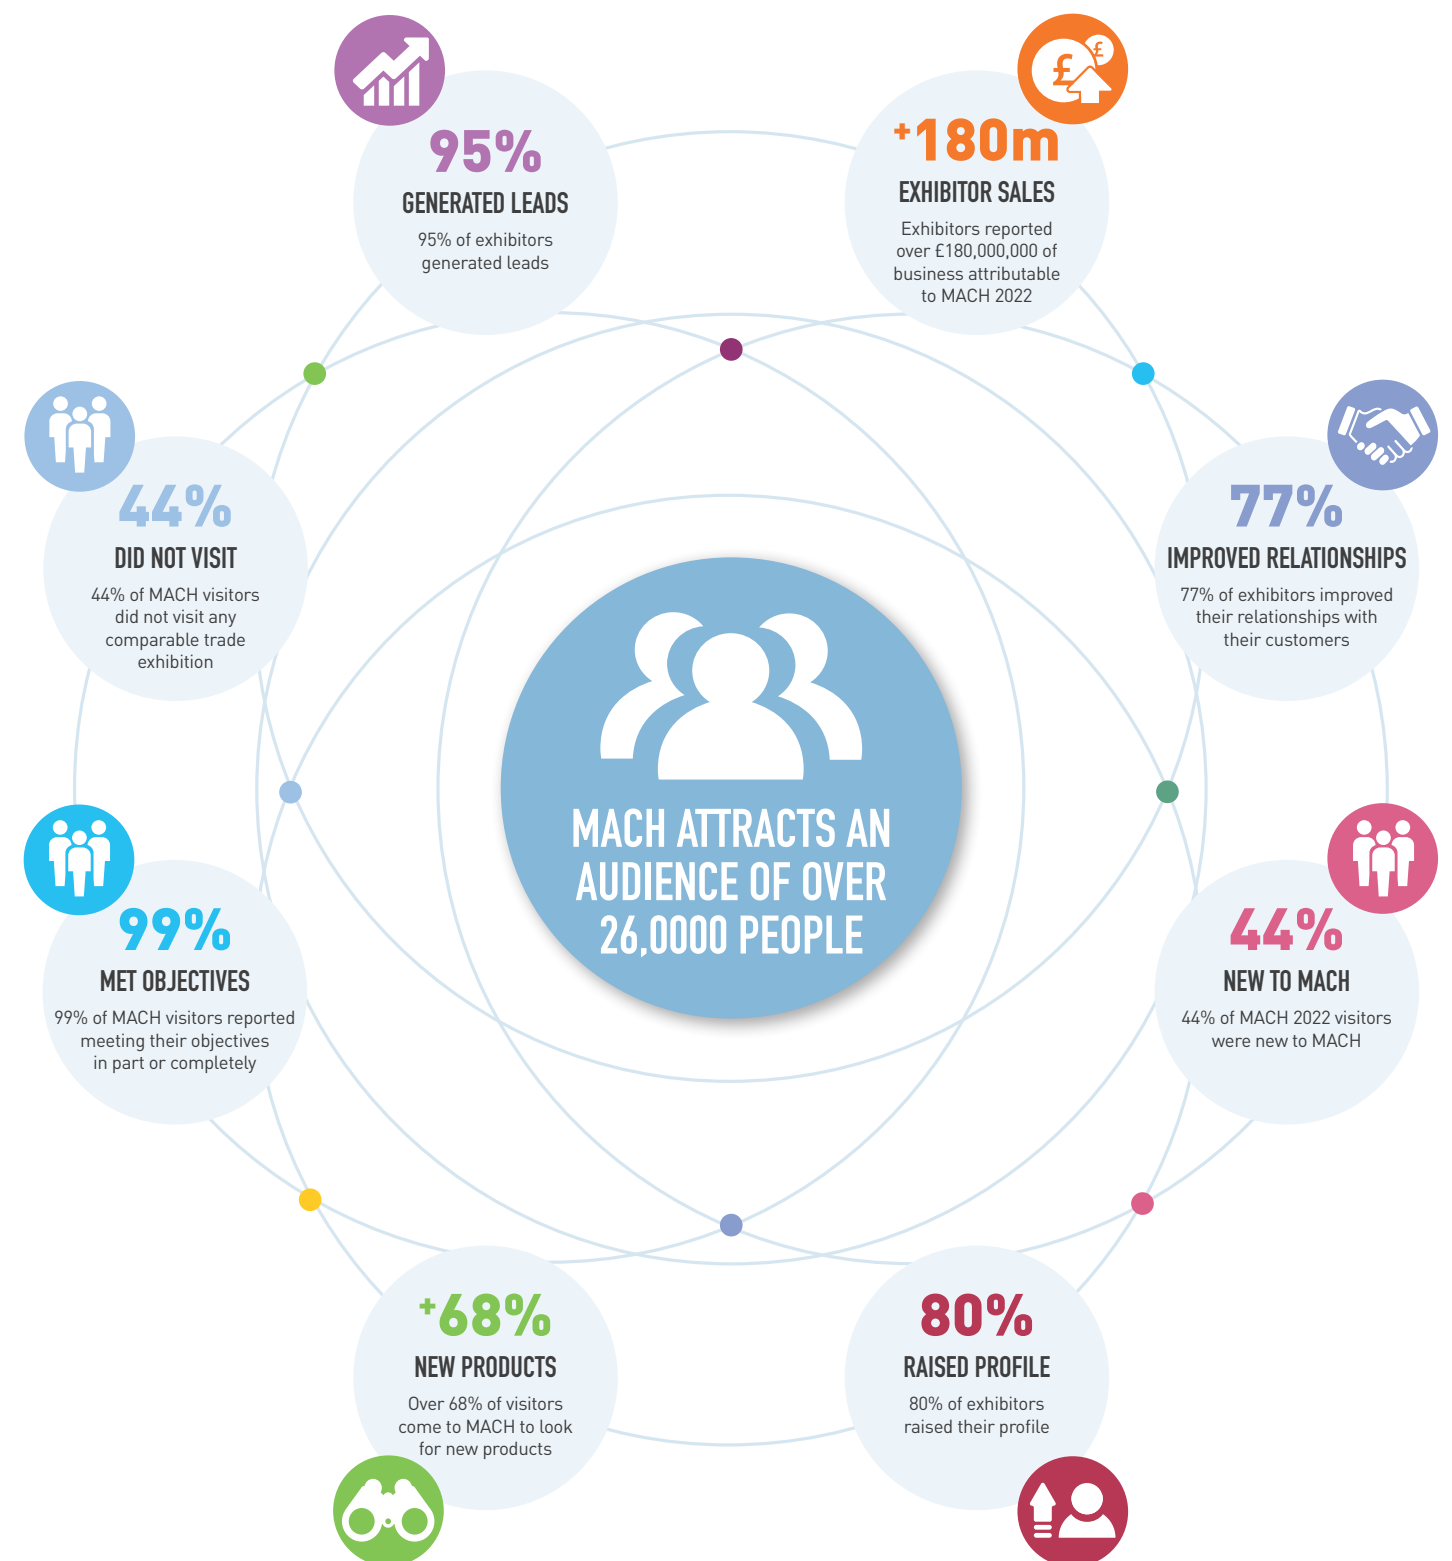 95%
GENERATED LEADS
95% of exhibitors
generated leads
£
£
+180m
EXHIBITOR SALES
Exhibitors reported
over £180,000,000 of
business attributable
to MACH 2022
44%
DID NOT VISIT
44% of MACH visitors
did not visit any
comparable trade
exhibition
77%
IMPROVED RELATIONSHIPS
77% of exhibitors improved
their relationships with
their customers
MACH ATTRACTS AN
AUDIENCE OF OVER
26,0000 PEOPLE
99%
MET OBJECTIVES
99% of MACH visitors reported
meeting their objectives
in part or completely
44%
NEW TO MACH
44% of MACH 2022 visitors
were new to MACH
+68%
NEW PRODUCTS
Over 68% of visitors
come to MACH to look
for new products
80%
RAISED PROFILE
80% of exhibitors
raised their profile